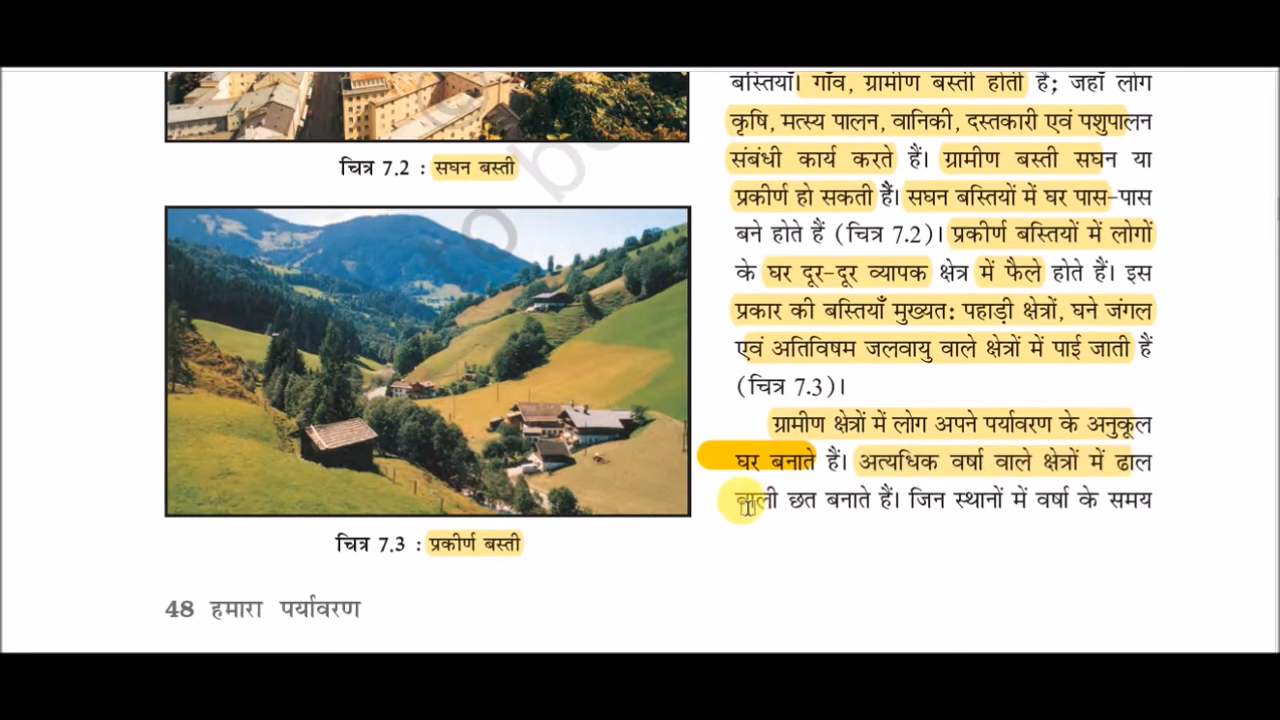 चित्र 7.2 : सघन बस्ती
चित्र 7.3 : प्रकीर्ण बस्ती
48 हमारा पर्यावरण
बस्तियाँ। गाँव, ग्रामीण बस्ती होती है; जहाँ लोग
कृषि, मत्स्य पालन, वानिकी, दस्तकारी एवं पशुपालन
संबंधी कार्य करते हैं। ग्रामीण बस्ती सघन या
प्रकीर्ण हो सकती हैं। सघन बस्तियों में घर पास-पास
बने होते हैं (चित्र 7.2)। प्रकीर्ण बस्तियों में लोगों
के घर दूर-दूर व्यापक क्षेत्र में फैले होते हैं। इस
प्रकार की बस्तियाँ मुख्यत: पहाड़ी क्षेत्रों, घने जंगल
एवं अतिविषम जलवायु वाले क्षेत्रों में पाई जाती हैं
(चित्र 7.3)।
ग्रामीण क्षेत्रों में लोग अपने पर्यावरण के अनुकूल
घर बनाते हैं। अत्यधिक वर्षा वाले क्षेत्रों में ढाल
वाली छत बनाते हैं। जिन स्थानों में वर्षा के समय